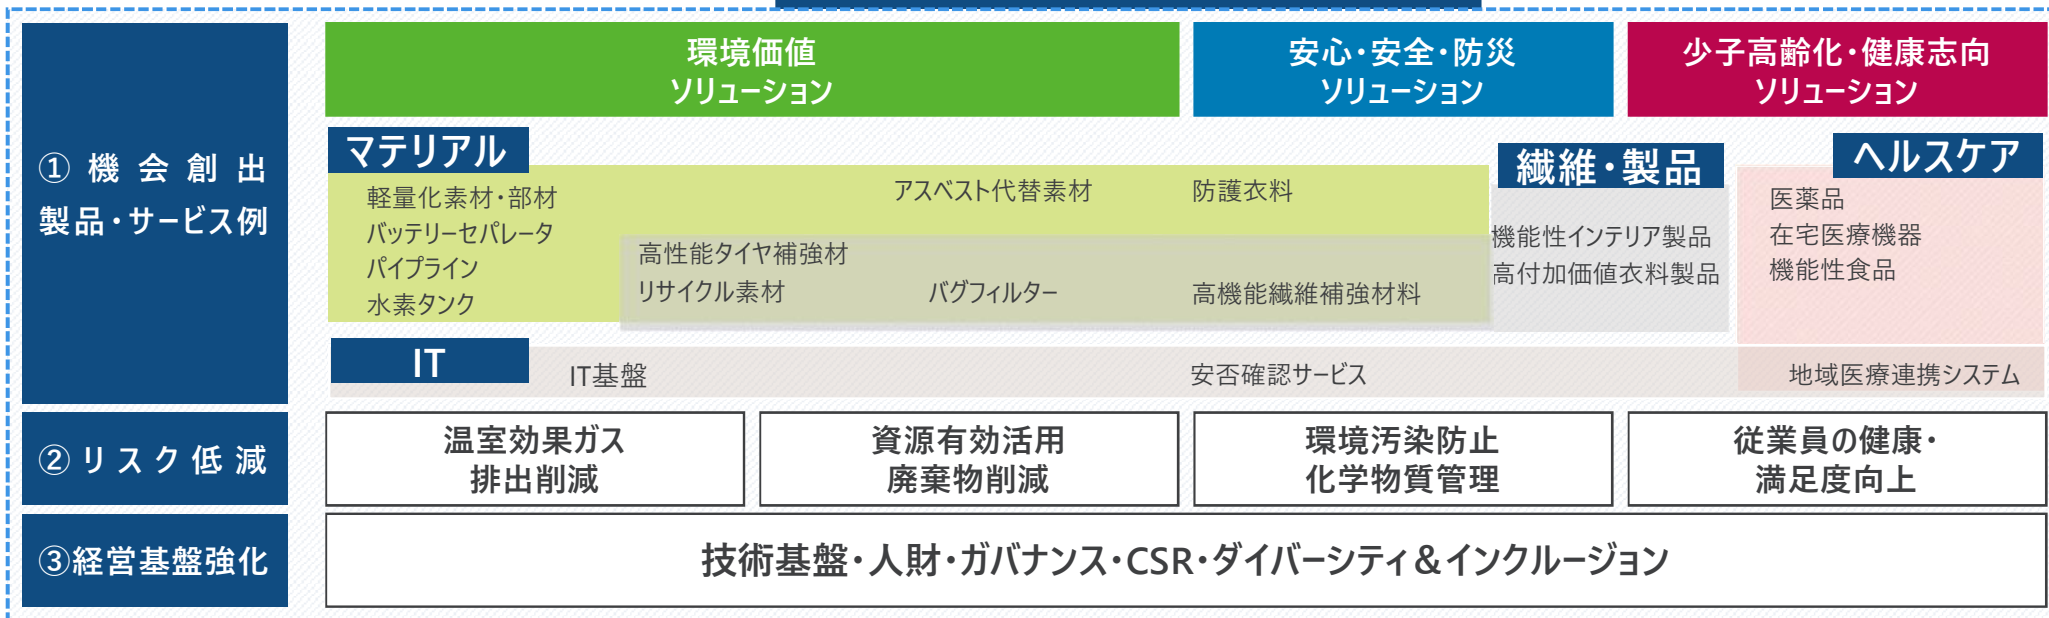 環境価値
ソリューション
安心・安全・防災
ソリューション
少子高齢化・健康志向
ソリューション
①機会創出
製品・サービス例
マテリアル
軽量化素材・部材
バッテリーセパレータ
パイプライン
水素タンク
アスベスト代替素材
防護衣料
高性能タイヤ補強材
リサイクル素材
バグフィルター
高機能繊維補強材料
繊維・製品
機能性インテリア製品
高付加価値衣料製品
ヘルスケア
医薬品
在宅医療機器
機能性食品
IT
IT基盤
安否確認サービス
地域医療連携システム
②リスク低減
温室効果ガス
排出削減
資源有効活用
廃棄物削減
環境汚染防止
化学物質管理
従業員の健康・
満足度向上
③経営基盤強化
技術基盤・人財・ガバナンス・CSR・ダイバーシティ&インクルージョン